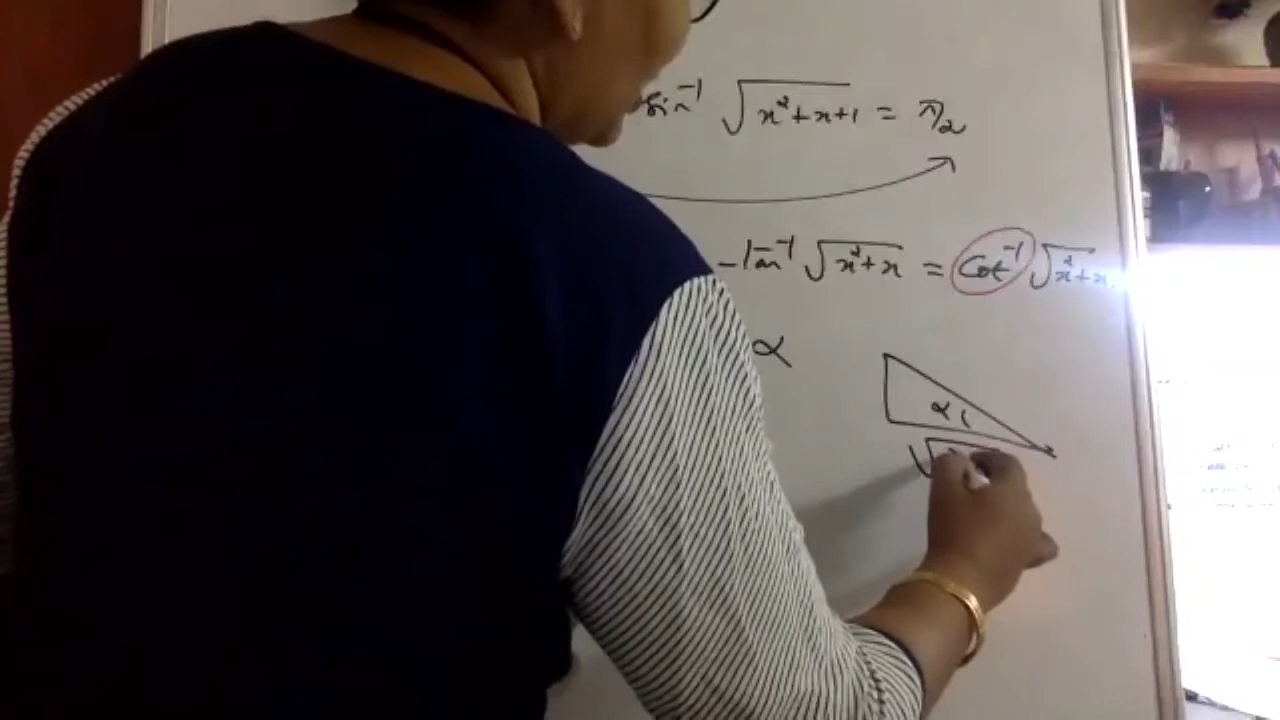 sin⁻¹ √(x²+x+1) = π/2
- tan⁻¹ √(x²+x) = Cot⁻¹ √(x²+x)
α
α
√